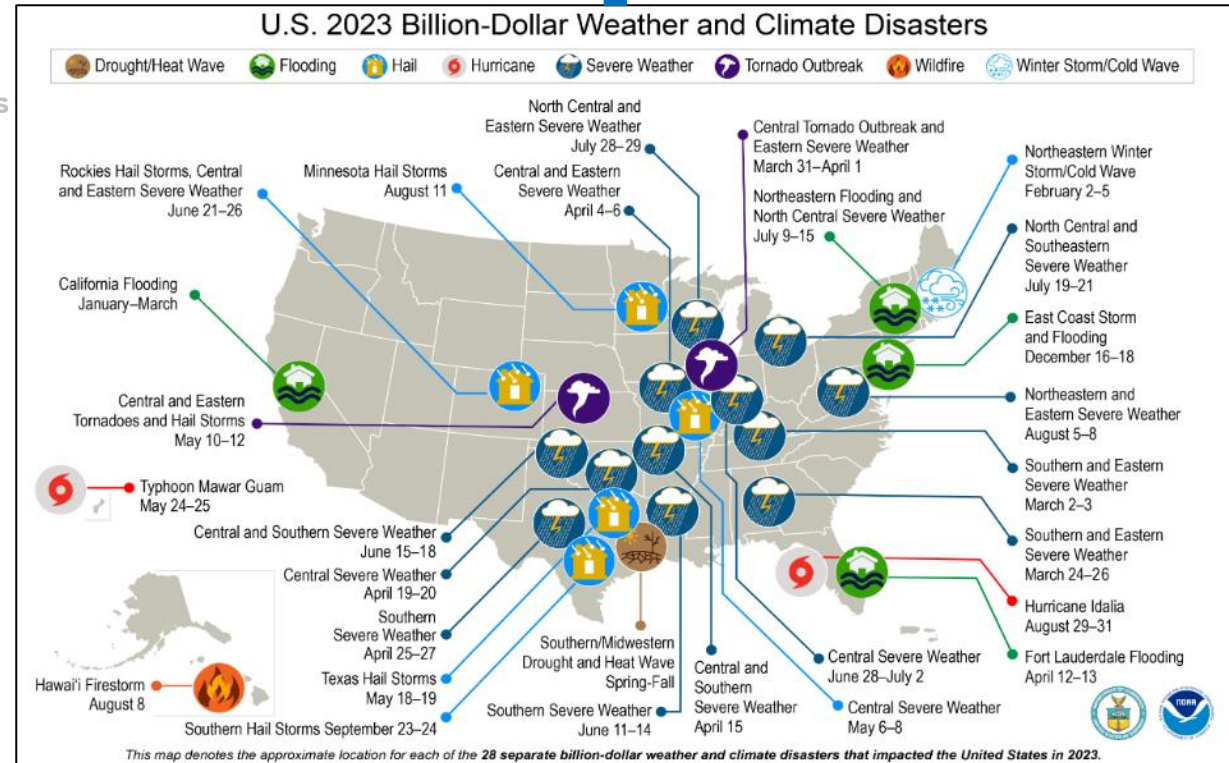 U.S. 2023 Billion-Dollar Weather and Climate Disasters
Drought/Heat Wave
Flooding
Hail
Hurricane
Severe Weather
Tornado Outbreak
Wildfire
Winter Storm/Cold Wave
s
North Central and
Eastern Severe Weather
July 28–29
Central Tornado Outbreak and
Eastern Severe Weather
March 31–April 1
Northeastern Winter
Storm/Cold Wave
February 2–5
Rockies Hail Storms, Central
and Eastern Severe Weather
June 21–26
Minnesota Hail Storms
August 11
Central and Eastern
Severe Weather
April 4–6
Northeastern Flooding and
North Central Severe Weather
July 9–15
North Central and
Southeastern
Severe Weather
July 19–21
California Flooding
January–March
East Coast Storm
and Flooding
December 16–18
Central and Eastern
Tornadoes and Hail Storms
May 10–12
Northeastern and
Eastern Severe Weather
August 5–8
Southern and Eastern
Severe Weather
March 2–3
Typhoon Mawar Guam
May 24–25
Central and Southern Severe Weather
June 15–18
Southern and Eastern
Severe Weather
March 24–26
Central Severe Weather
April 19–20
Hurricane Idalia
August 29–31
Southern
Severe Weather
April 25–27
Southern/Midwestern
Drought and Heat Wave
Spring-Fall
Central and
Southern
Severe Weather
April 15
Central Severe Weather
June 28–July 2
Fort Lauderdale Flooding
April 12–13
Hawai‘i Firestorm
August 8
Texas Hail Storms
May 18–19
Southern Severe Weather
June 11–14
Central Severe Weather
May 6–8
Southern Hail Storms September 23–24
NOAA
This map denotes the approximate location for each of the 28 separate billion-dollar weather and climate disasters that impacted the United States in 2023.